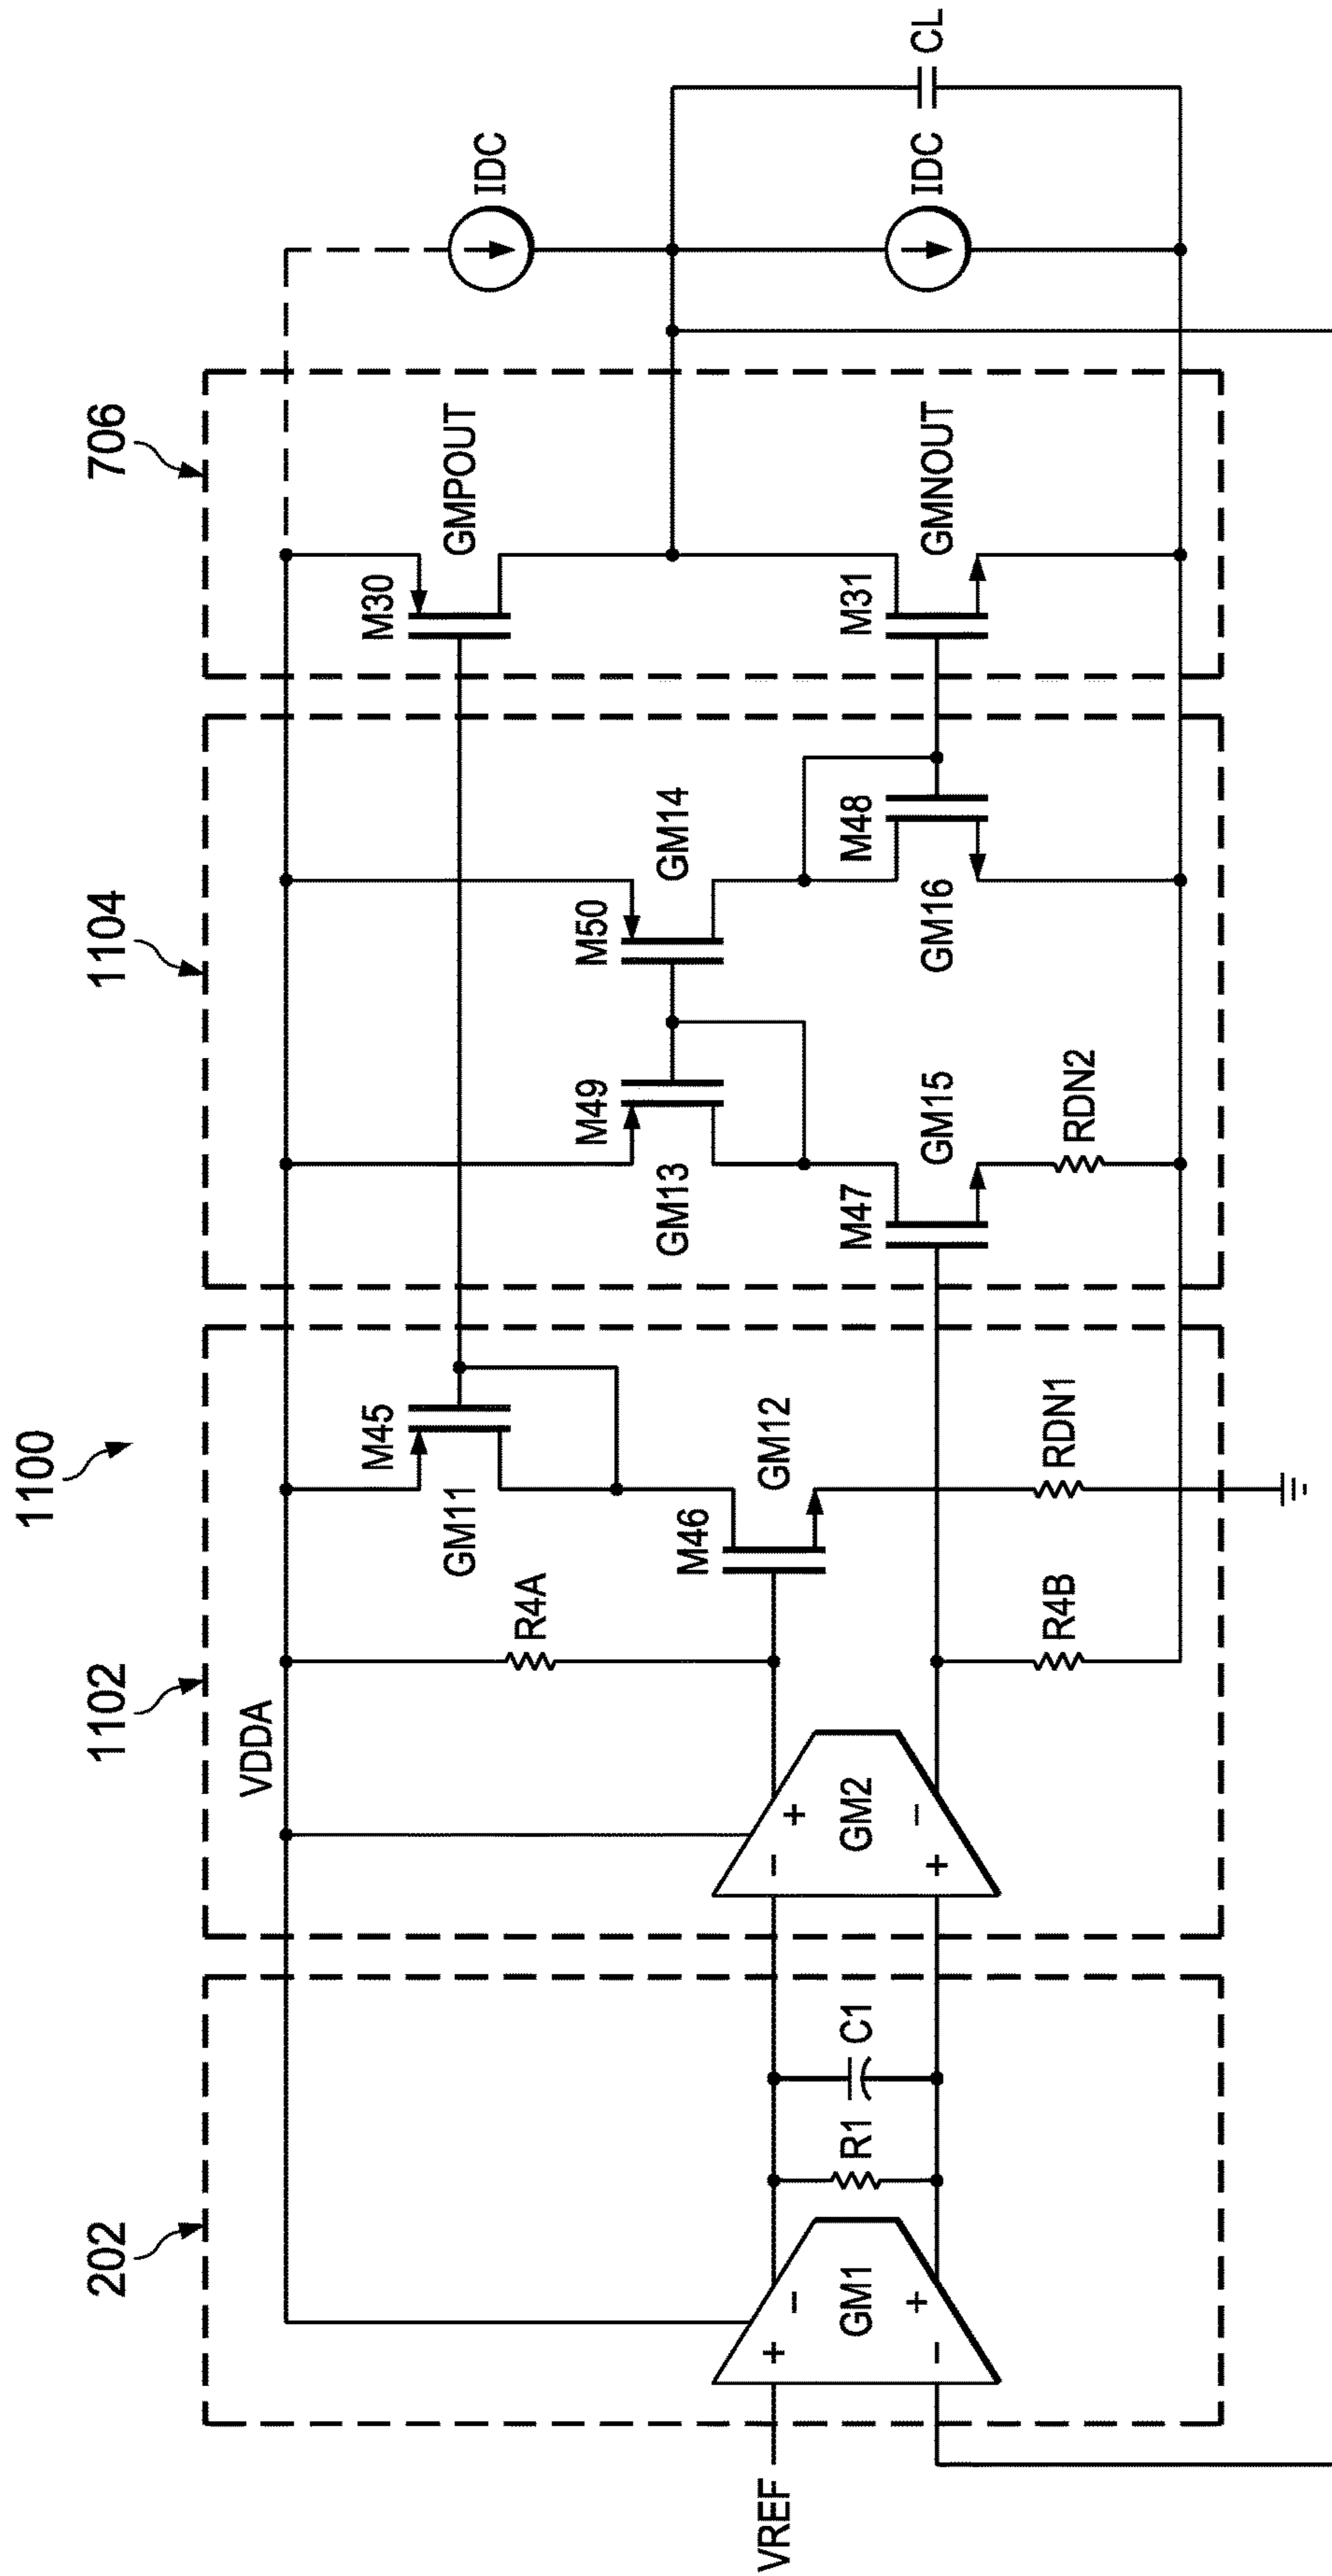 1100
202
1102
1104
706
VDDA
VREF
GM1
+
-
-
+
R1
C1
GM2
-
+
+
-
R4A
R4B
M45
GM11
M46
GM12
RDN1
M49
GM13
M47
GM15
RDN2
M50
GM14
M48
GM16
M30
GMPOUT
M31
GMNOUT
IDC
IDC
CL